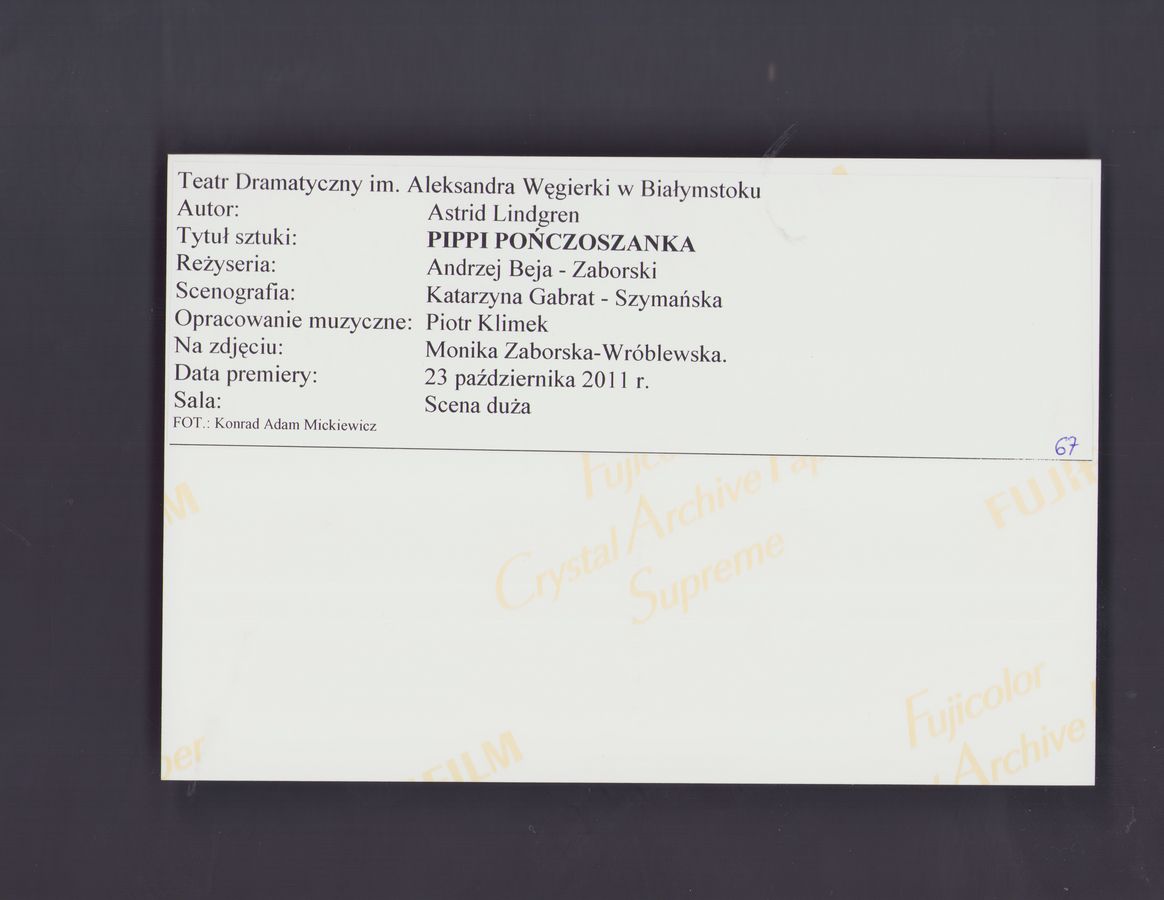 Teatr Dramatyczny im. Aleksandra Węgierki w Białymstoku
Autor: Astrid Lindgren
Tytuł sztuki: PIPPI POŃCZOSZANKA
Reżyseria: Andrzej Beja - Zaborski
Scenografia: Katarzyna Gabrat - Szymańska
Opracowanie muzyczne: Piotr Klimek
Na zdjęciu: Monika Zaborska-Wróblewska.
Data premiery: 23 października 2011 r.
Sala: Scena duża
FOT.: Konrad Adam Mickiewicz
67
Crystal Archive
Supreme
Fujicolor
Archive